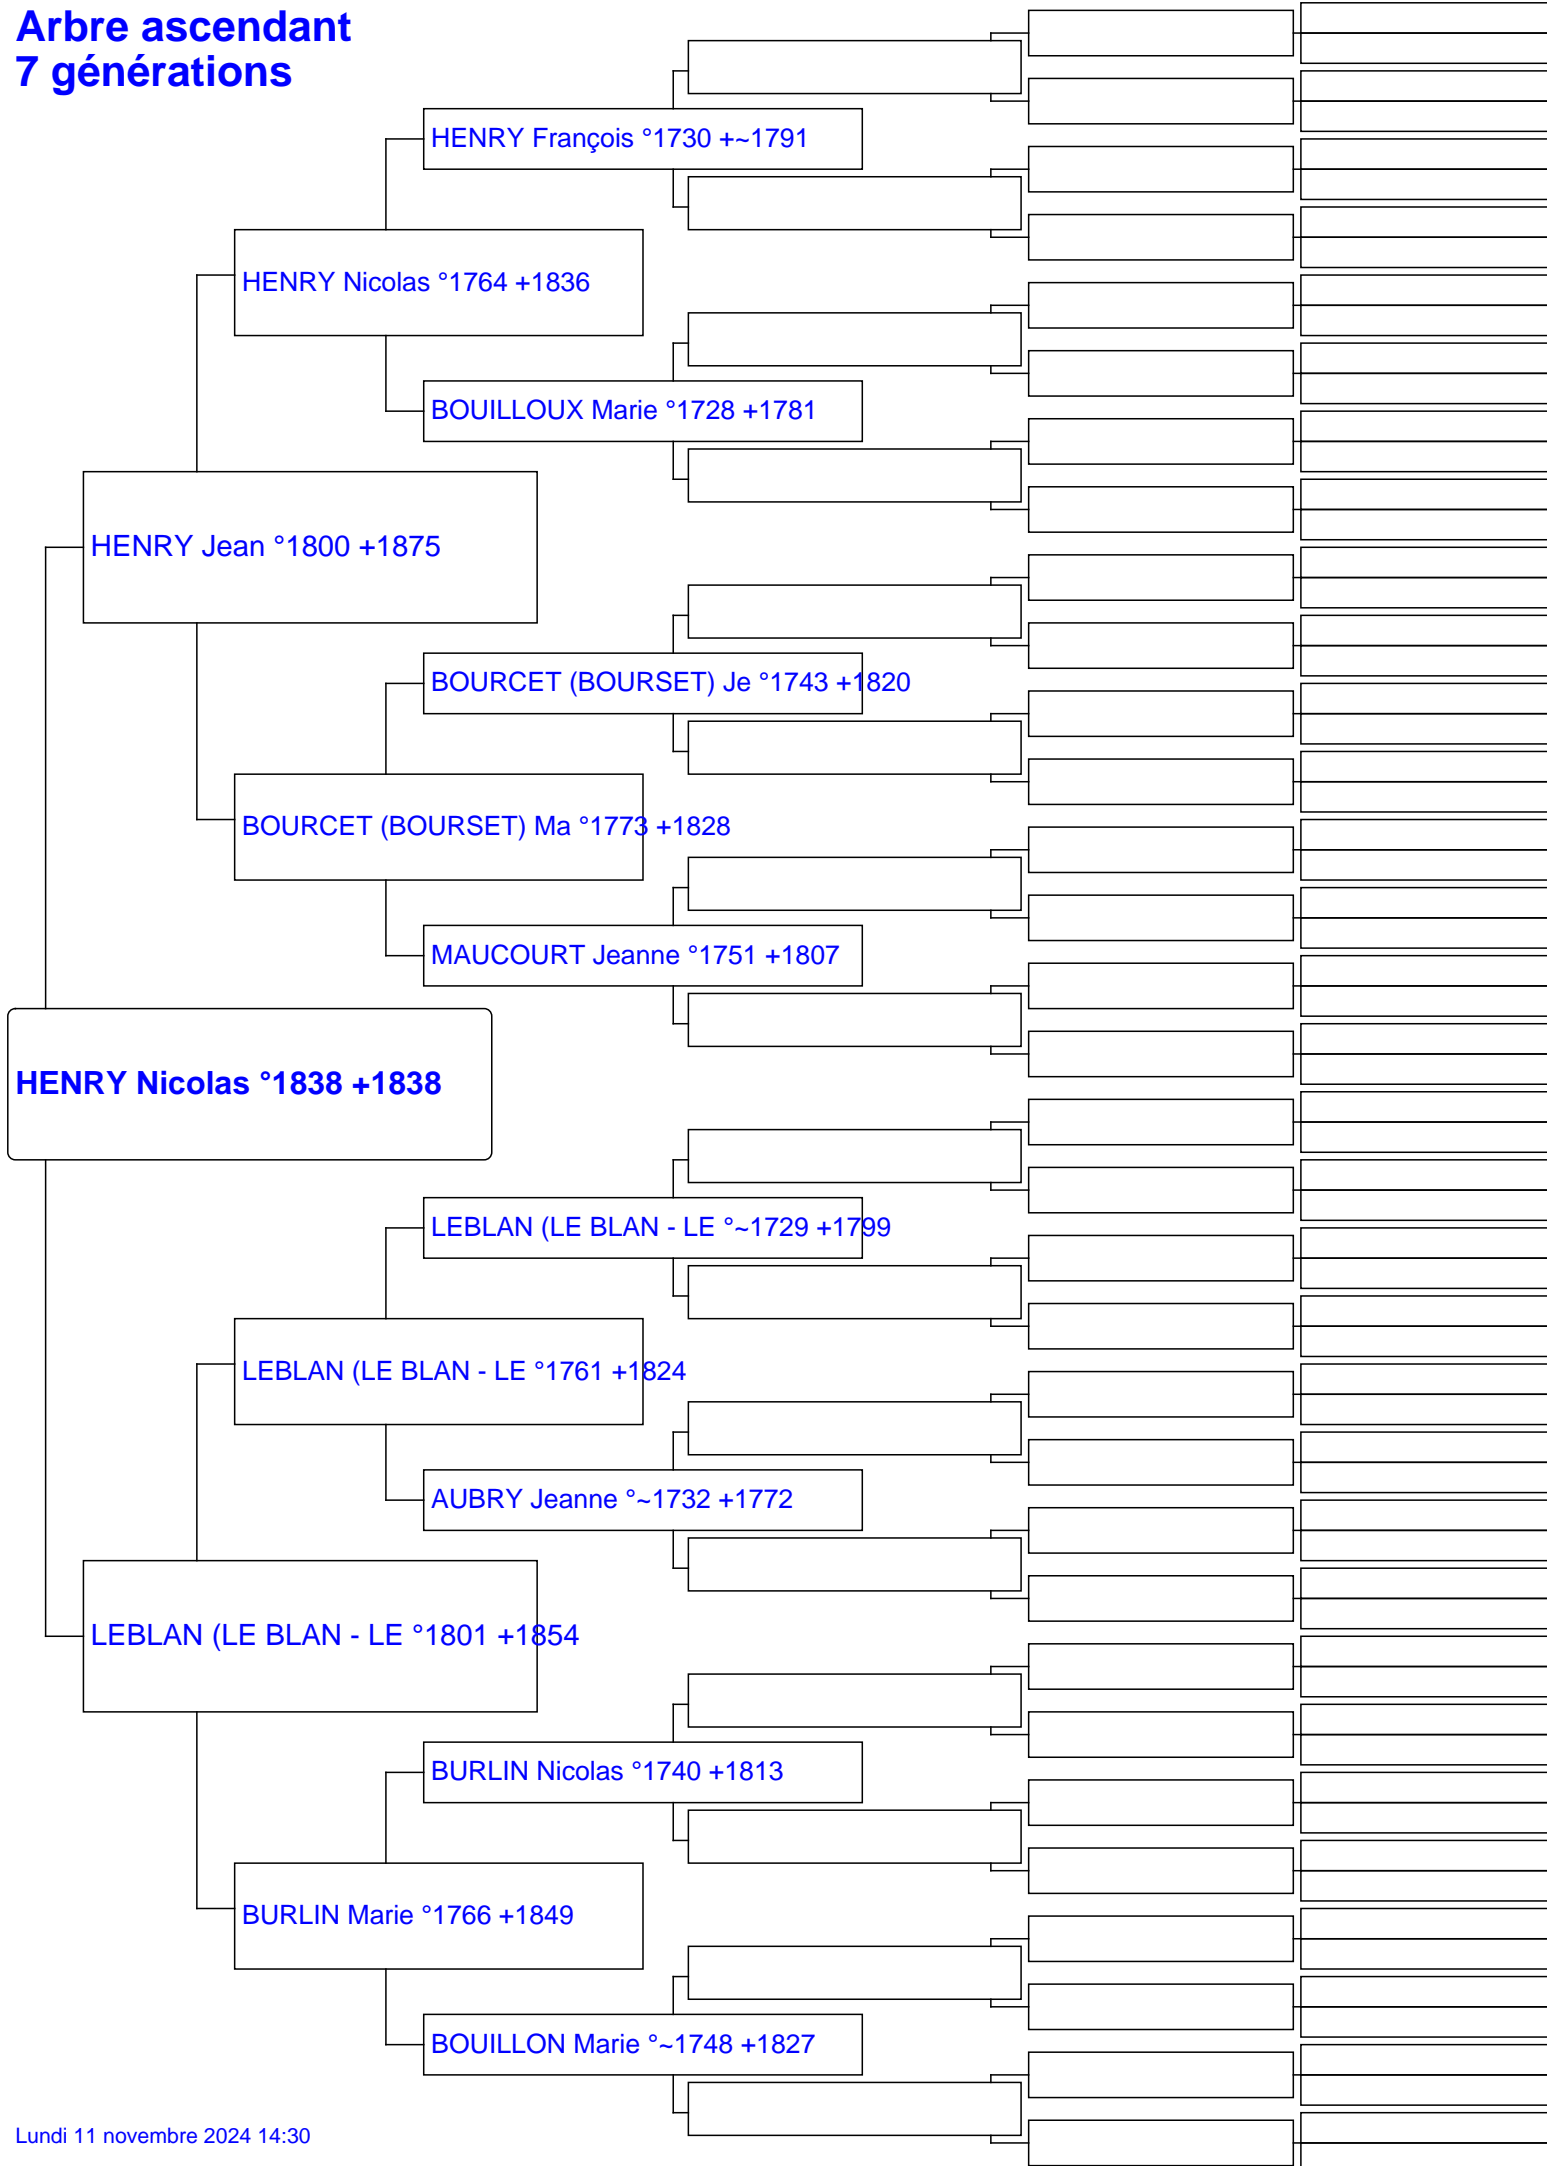 Arbre ascendant
7 générations
HENRY François °1730 +~1791
HENRY Nicolas °1764 +1836
BOUILLOUX Marie °1728 +1781
HENRY Jean °1800 +1875
BOURCET (BOURSET) Je °1743 +1820
BOURCET (BOURSET) Ma °1773 +1828
MAUCOURT Jeanne °1751 +1807
HENRY Nicolas °1838 +1838
LEBLAN (LE BLAN - LE °~1729 +1799
LEBLAN (LE BLAN - LE °1761 +1824
AUBRY Jeanne °~1732 +1772
LEBLAN (LE BLAN - LE °1801 +1854
BURLIN Nicolas °1740 +1813
BURLIN Marie °1766 +1849
BOUILLON Marie °~1748 +1827
Lundi 11 novembre 2024 14:30